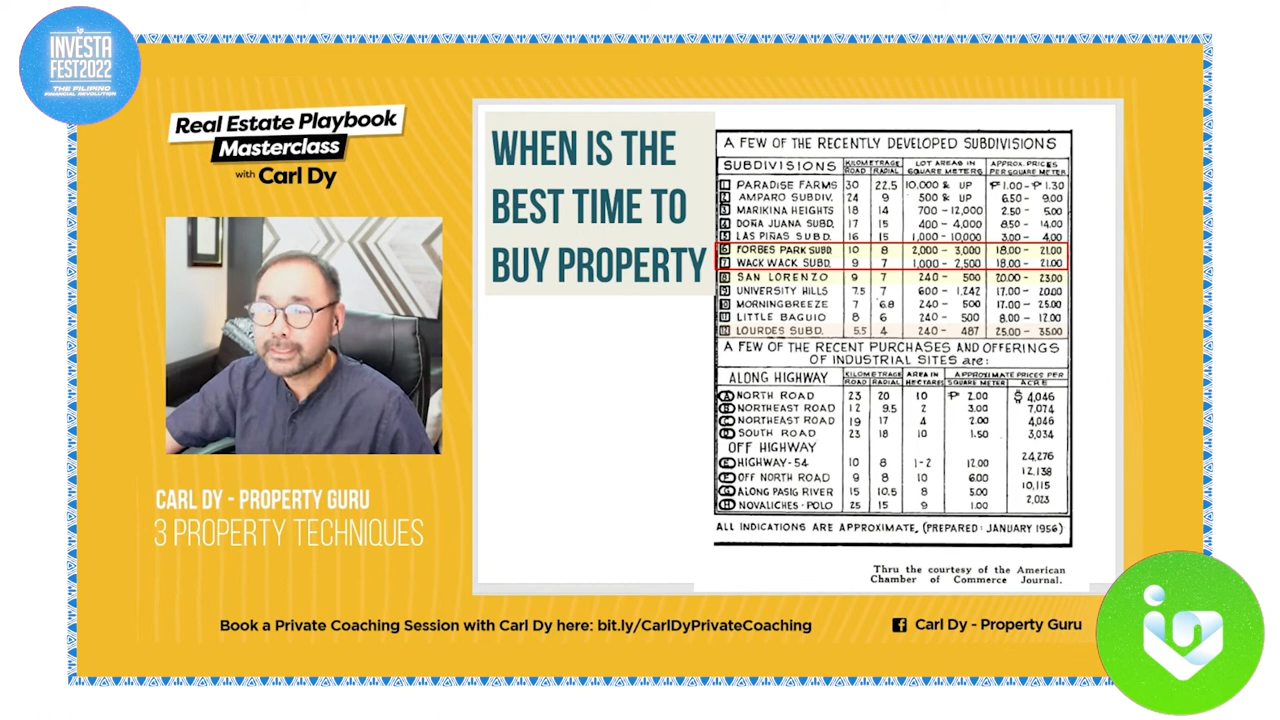 INVESTA
FEST2022
THE FILIPINO
FINANCIAL REVOLUTION
Real Estate Playbook
Masterclass
with Carl Dy
CARL DY - PROPERTY GURU
3 PROPERTY TECHNIQUES
WHEN IS THE
BEST TIME TO
BUY PROPERTY
A FEW OF THE RECENTLY DEVELOPED SUBDIVISIONS
SUBDIVISIONS KILOMETRAGE ROAD RADIAL LOT AREAS IN SQUARE METERS APPROX. PRICES PER SQUARE METER
1 PARADISE FARMS 30 22.5 10,000 & UP ₱1.00 - ₱1.30
2 AMPARO SUBDIV. 24 9 500 & UP 6.50 - 9.00
3 MARIKINA HEIGHTS 18 14 700 - 12,000 2.50 - 5.00
4 DOÑA JUANA SUBD. 17 15 400 - 4,000 8.50 - 14.00
5 LAS PIÑAS SUBD. 16 15 1,000 - 10,000 3.00 - 4.00
6 FORBES PARK SUBD. 10 8 2,000 - 3,000 18.00 - 21.00
7 WACK WACK SUBD. 9 7 1,000 - 2,500 18.00 - 21.00
8 SAN LORENZO 9 7 240 - 500 20.00 - 23.00
9 UNIVERSITY HILLS 7.5 7 600 - 1,242 17.00 - 20.00
10 MORNINGBREEZE 7 6.8 240 - 500 17.00 - 25.00
11 LITTLE BAGUIO 8 6 240 - 500 8.00 - 12.00
12 LOURDES SUBD. 5.5 4 240 - 487 25.00 - 35.00
A FEW OF THE RECENT PURCHASES AND OFFERINGS
OF INDUSTRIAL SITES are:
ALONG HIGHWAY KILOMETRAGE ROAD RADIAL AREA IN HECTARES APPROXIMATE PRICES PER SQUARE METER ACRE
A NORTH ROAD 23 20 10 ₱ 2.00 $ 4,046
B NORTHEAST ROAD 12 9.5 2 3.00 7,074
C NORTHEAST ROAD 19 17 4 2.00 4,046
D SOUTH ROAD 23 18 10 1.50 3,034
OFF HIGHWAY
E HIGHWAY-54 10 8 1-2 12.00 24,276
F OFF NORTH ROAD 9 8 10 6.00 12,138
G ALONG PASIG RIVER 15 10.5 8 5.00 10,115
H NOVALICHES-POLO 25 15 9 1.00 2,023
ALL INDICATIONS ARE APPROXIMATE, (PREPARED: JANUARY 1956)
Thru the courtesy of the American
Chamber of Commerce Journal.
Book a Private Coaching Session with Carl Dy here: bit.ly/CarlDyPrivateCoaching
Carl Dy - Property Guru